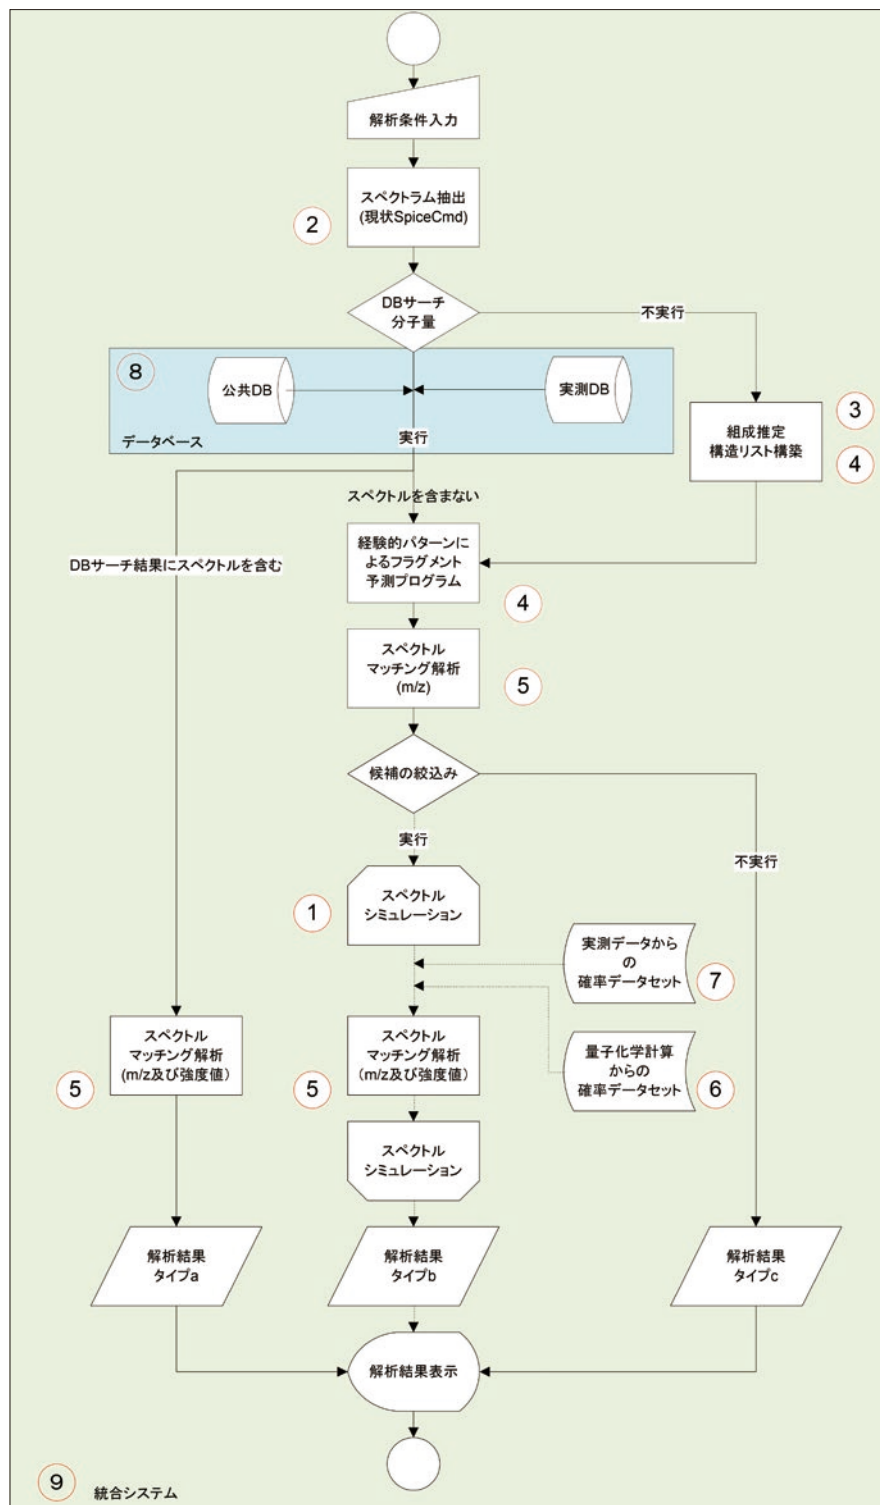 解析条件入力
スペクトラム抽出
(現状SpiceCmd)
2
DBサーチ
分子量
不実行
8
公共DB
実測DB
データベース
実行
3
組成推定
構造リスト構築
4
スペクトルを含まない
DBサーチ結果にスペクトルを含む
経験的パターンに
よるフラグメント
予測プログラム
4
スペクトル
マッチング解析
(m/z)
5
候補の絞込み
実行
不実行
スペクトル
シミュレーション
1
実測データから
の
確率データセット
7
スペクトル
マッチング解析
(m/z及び強度値)
5
スペクトル
マッチング解析
(m/z及び強度値)
5
量子化学計算
からの
確率データセット
6
スペクトル
シミュレーション
解析結果
タイプa
解析結果
タイプb
解析結果
タイプc
解析結果表示
9
統合システム